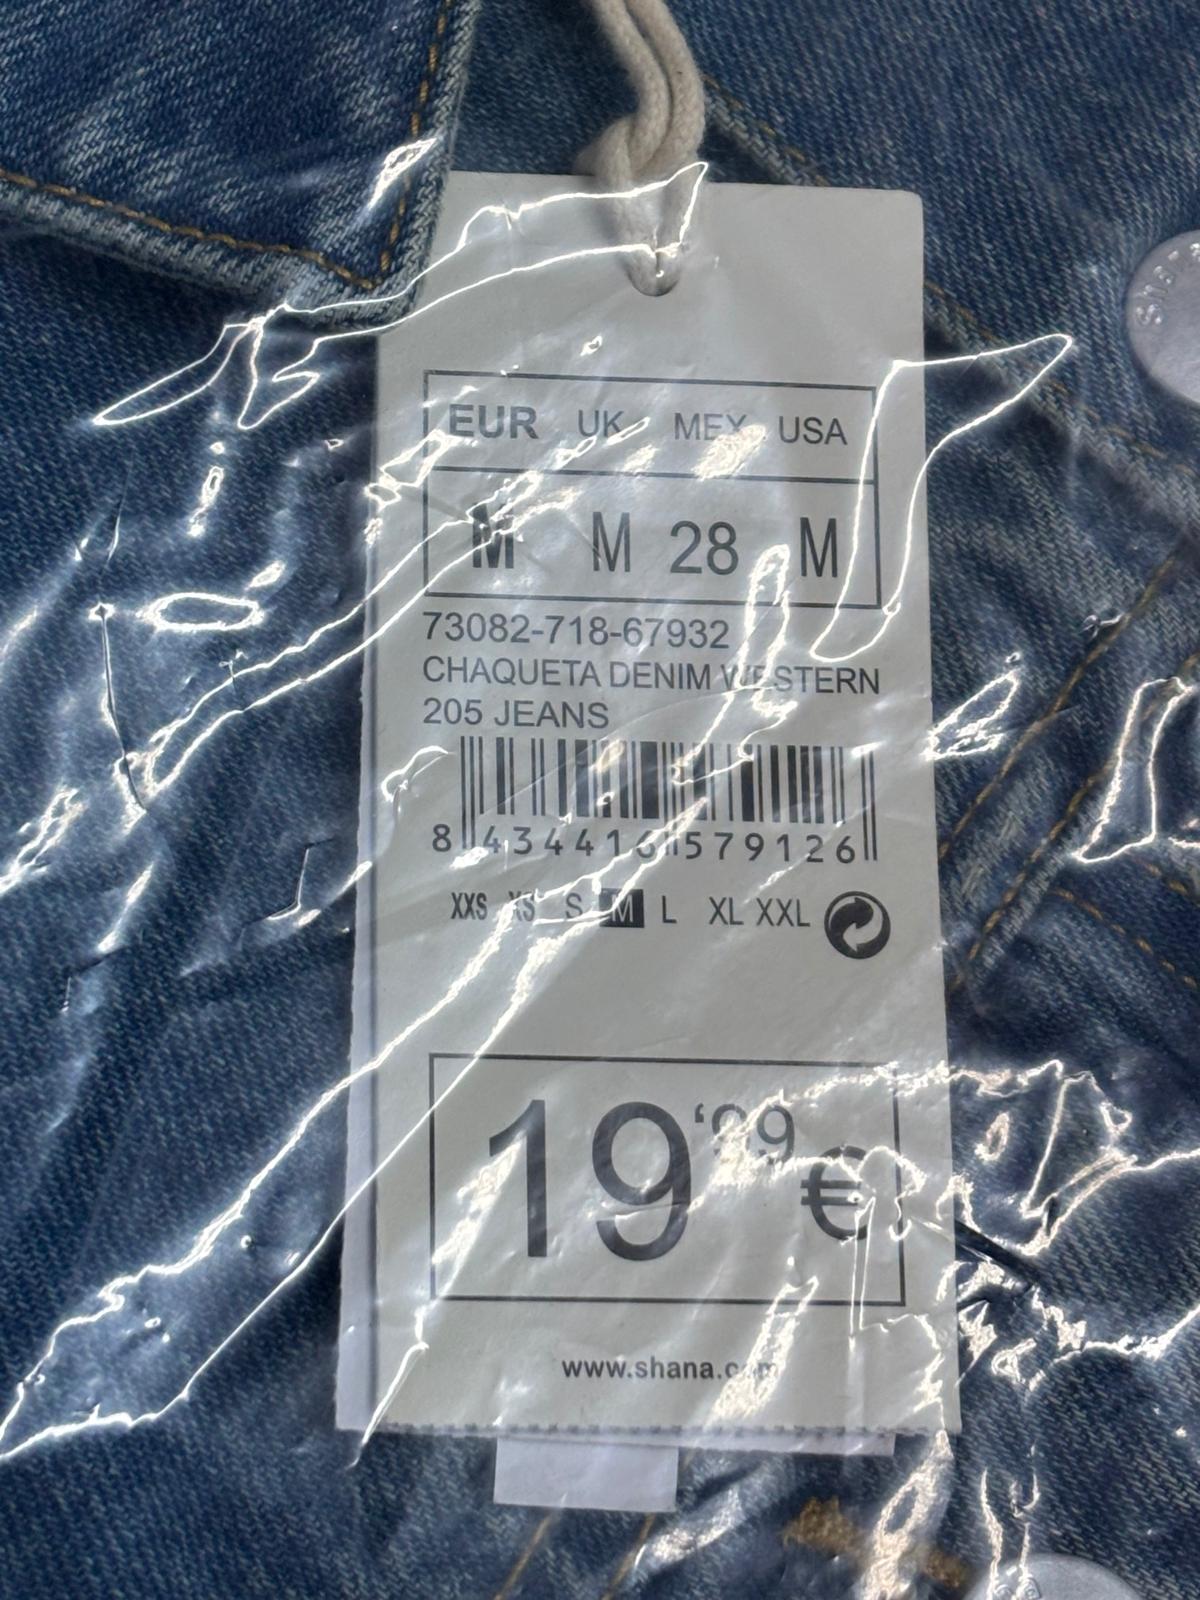 EUR UK MEX USA
M M 28 M
73082-718-67932
CHAQUETA DENIM WESTERN
205 JEANS
8 434416 579126
XXS XS S M L XL XXL
19'99 €
www.shana.com